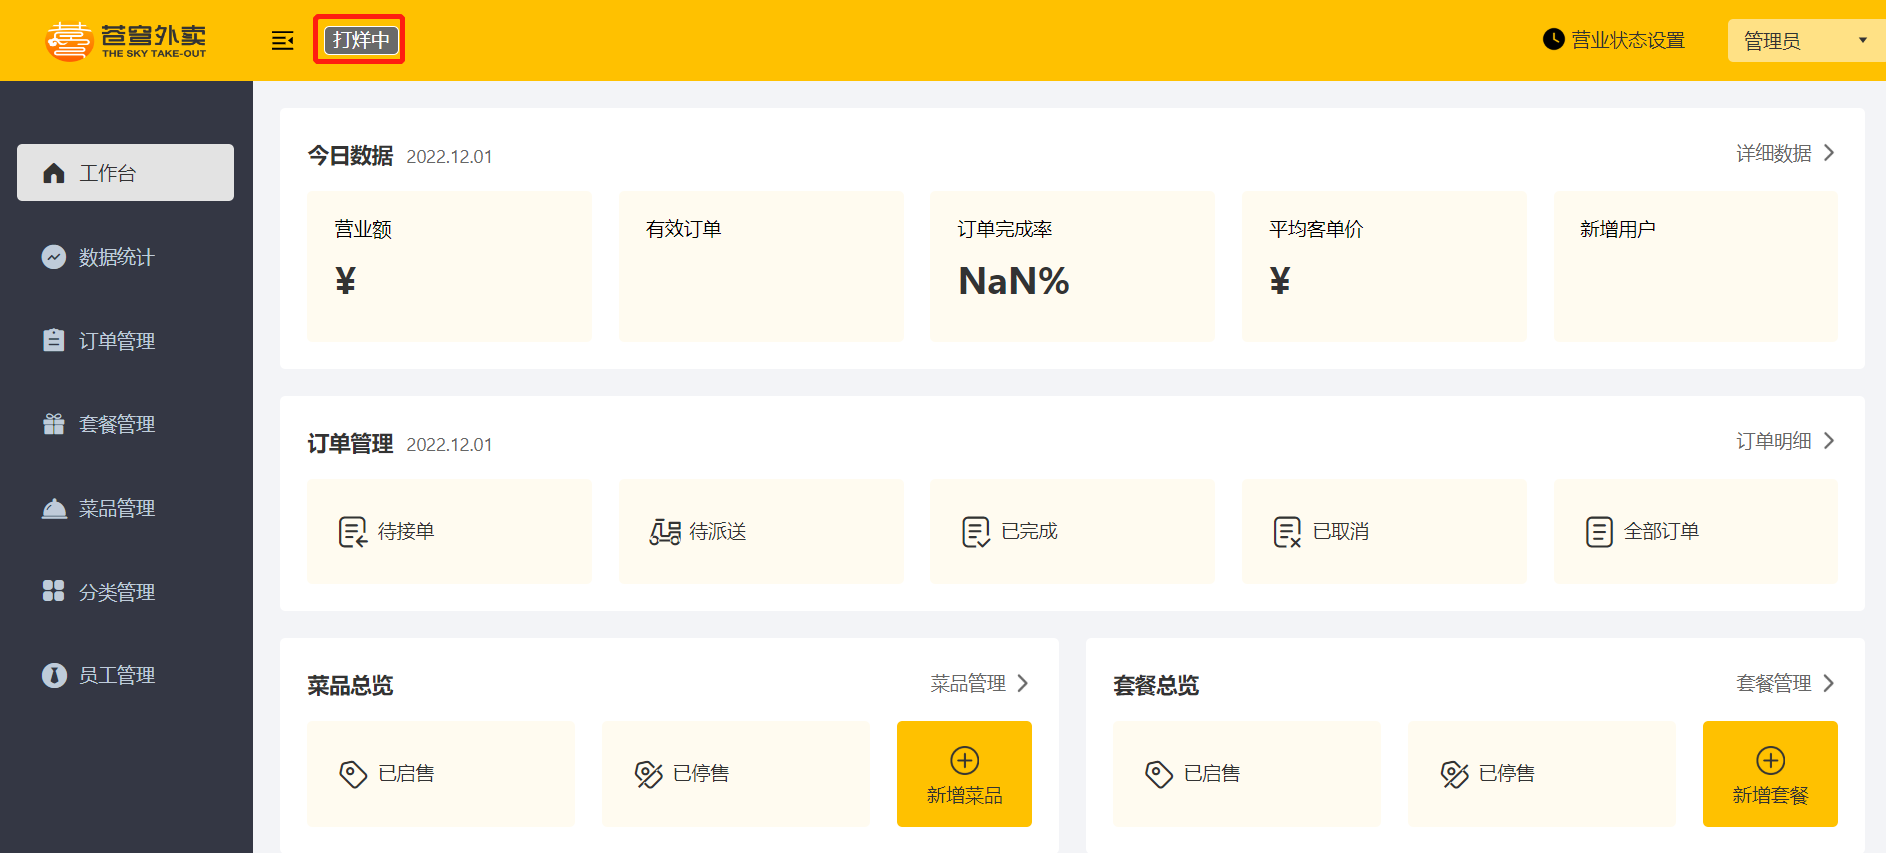 苍穹外卖
THE SKY TAKE-OUT
打烊中
营业状态设置
管理员
工作台
数据统计
订单管理
套餐管理
菜品管理
分类管理
员工管理
今日数据 2022.12.01
详细数据
营业额
¥
有效订单
订单完成率
NaN%
平均客单价
¥
新增用户
订单管理 2022.12.01
订单明细
待接单
待派送
已完成
已取消
全部订单
菜品总览
菜品管理
已启售
已停售
新增菜品
套餐总览
套餐管理
已启售
已停售
新增套餐